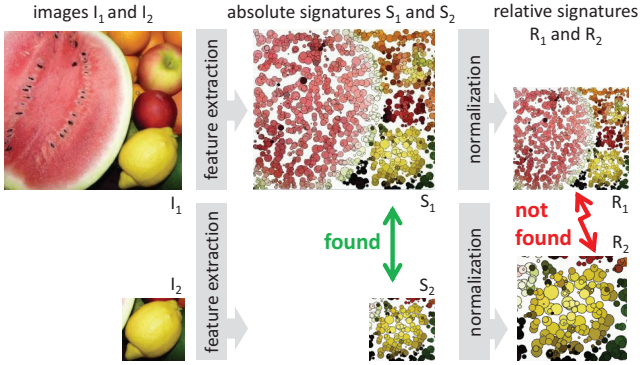 images I₁ and I₂
absolute signatures S₁ and S₂
relative signatures
R₁ and R₂
feature extraction
normalization
I₁
S₁
R₁
found
not
found
R₂
I₂
S₂
feature extraction
normalization